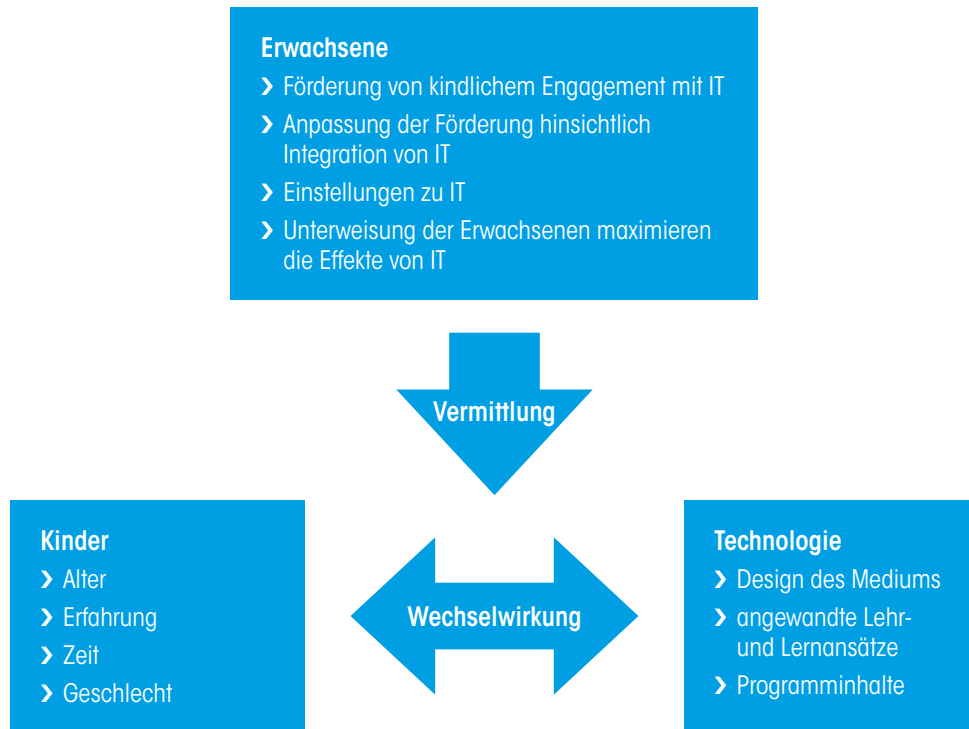 Erwachsene
❯ Förderung von kindlichem Engagement mit IT
❯ Anpassung der Förderung hinsichtlich
Integration von IT
❯ Einstellungen zu IT
❯ Unterweisung der Erwachsenen maximieren
die Effekte von IT
Vermittlung
Kinder
❯ Alter
❯ Erfahrung
❯ Zeit
❯ Geschlecht
Wechselwirkung
Technologie
❯ Design des Mediums
❯ angewandte Lehr-
und Lernansätze
❯ Programminhalte